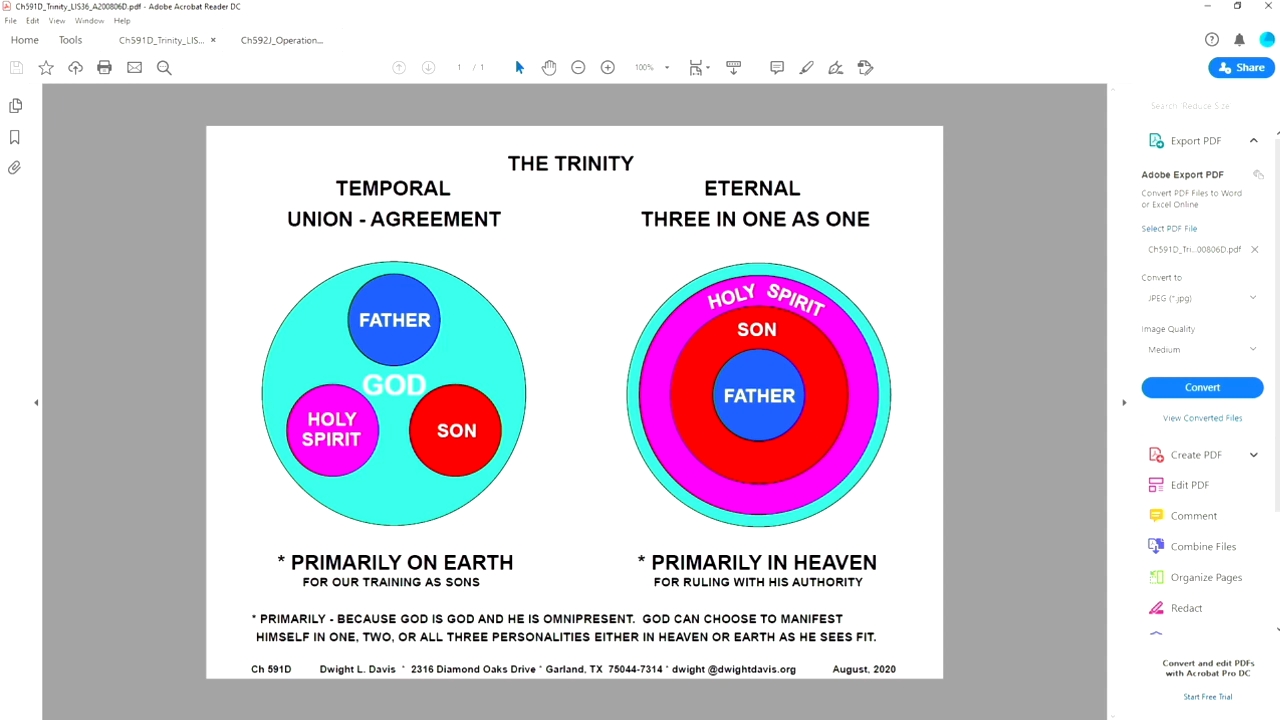 Ch591D_Trinity_LIS36_A200806D.pdf - Adobe Acrobat Reader DC
File Edit View Window Help
Home Tools Ch591D_Trinity_LIS... × Ch592J_Operation...
1 / 1 100%
Share
Search 'Reduce Size
Export PDF
Adobe Export PDF
Convert PDF Files to Word
or Excel Online
Select PDF File
Ch591D_Tri...00806D.pdf
Convert to
JPEG (*.jpg)
Image Quality
Medium
Convert
View Converted Files
Create PDF
Edit PDF
Comment
Combine Files
Organize Pages
Redact
Convert and edit PDFs
with Acrobat Pro DC
Start Free Trial
THE TRINITY
TEMPORAL
UNION - AGREEMENT
FATHER
GOD
HOLY
SPIRIT
SON
* PRIMARILY ON EARTH
FOR OUR TRAINING AS SONS
ETERNAL
THREE IN ONE AS ONE
HOLY SPIRIT
SON
FATHER
* PRIMARILY IN HEAVEN
FOR RULING WITH HIS AUTHORITY
* PRIMARILY - BECAUSE GOD IS GOD AND HE IS OMNIPRESENT. GOD CAN CHOOSE TO MANIFEST
HIMSELF IN ONE, TWO, OR ALL THREE PERSONALITIES EITHER IN HEAVEN OR EARTH AS HE SEES FIT.
Ch 591D Dwight L. Davis * 2316 Diamond Oaks Drive * Garland, TX 75044-7314 * dwight @dwightdavis.org August, 2020